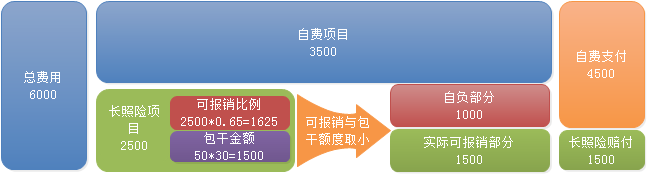 总费用
6000
自费项目
3500
长照险项
目
2500
可报销比例
2500*0.65=1625
包干金额
50*30=1500
可报销与包
干额度取小
自负部分
1000
实际可报销部分
1500
自费支付
4500
长照险赔付
1500